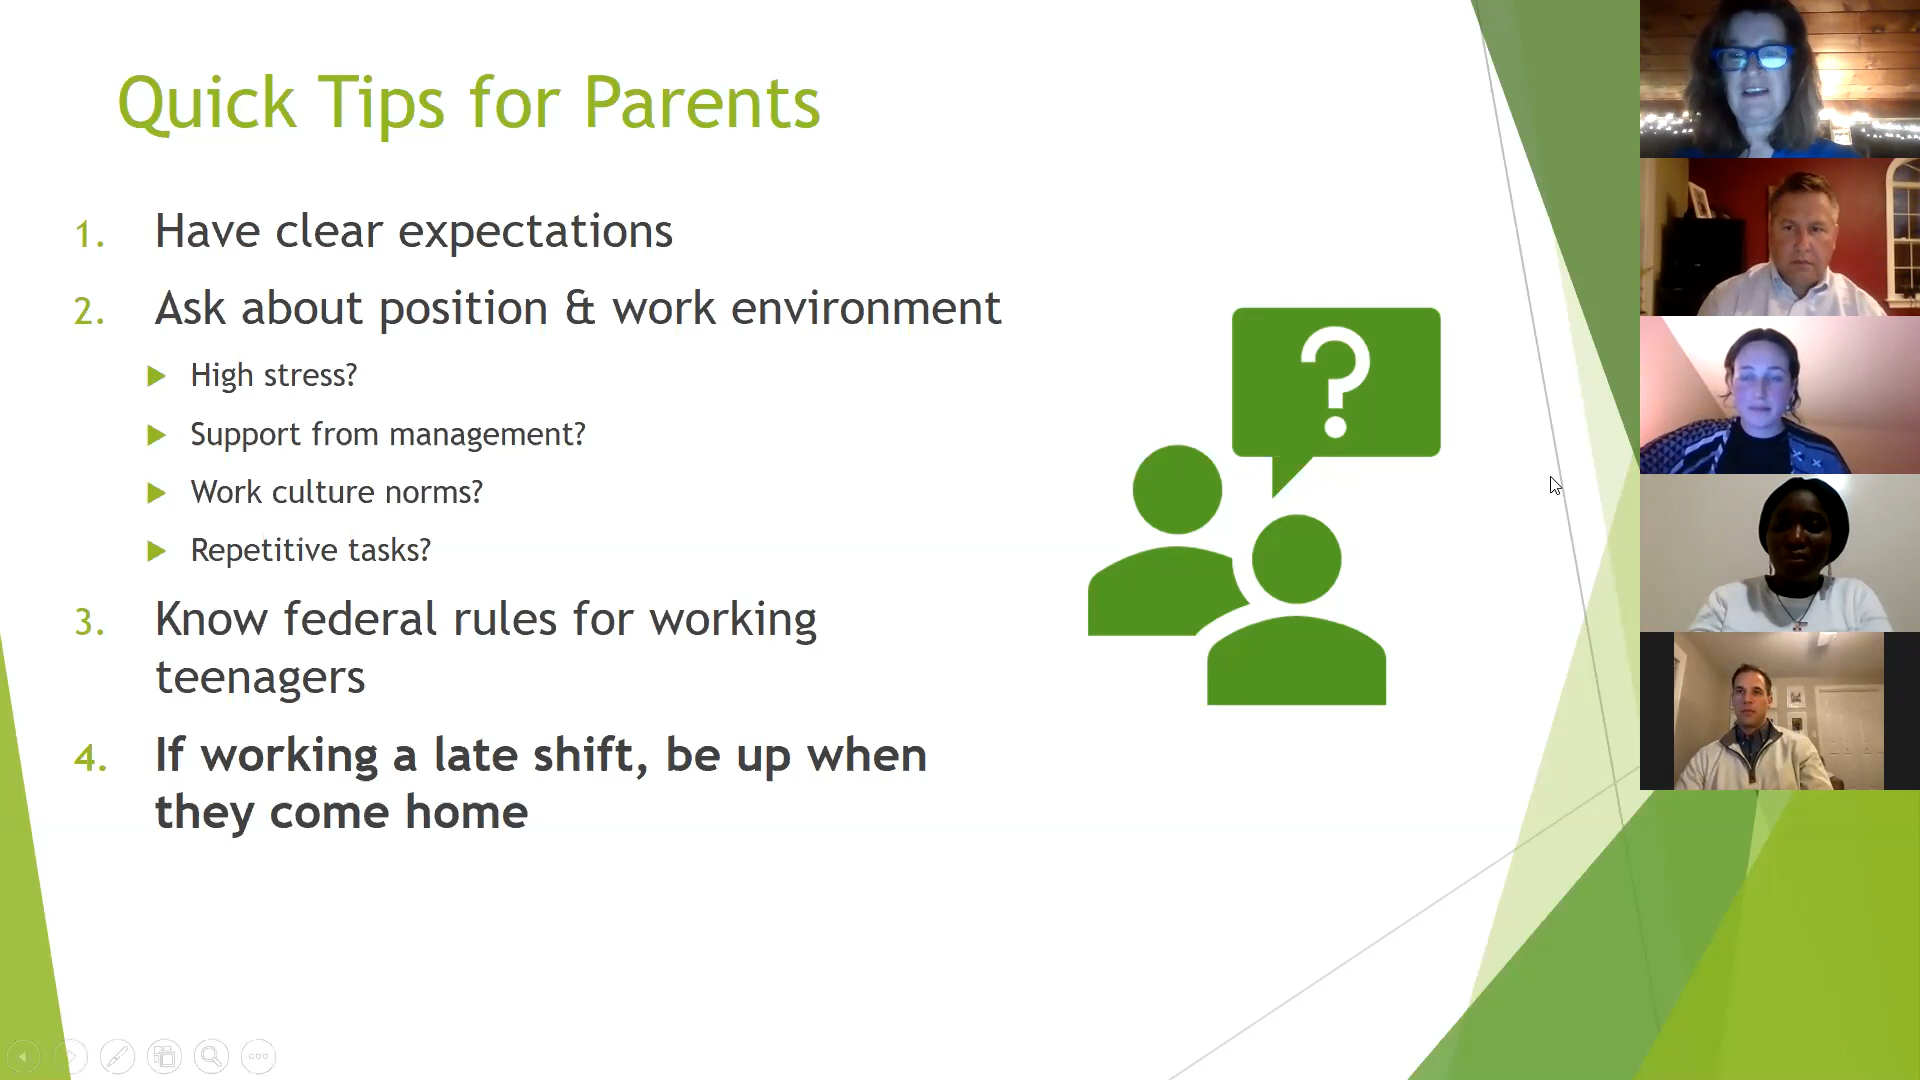 Quick Tips for Parents
1. Have clear expectations
2. Ask about position & work environment
High stress?
Support from management?
Work culture norms?
Repetitive tasks?
3. Know federal rules for working
teenagers
4. If working a late shift, be up when
they come home
?